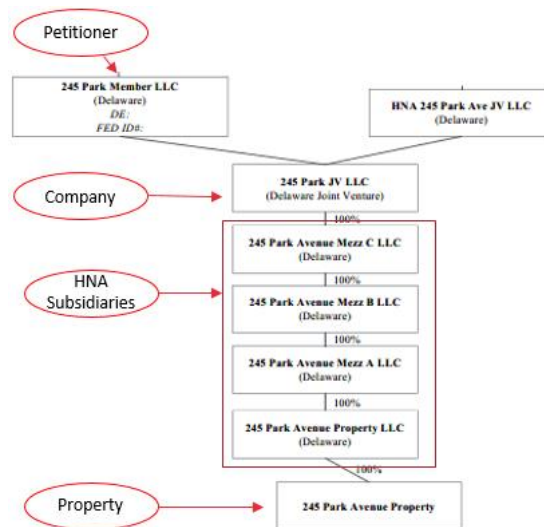 Petitioner
245 Park Member LLC
(Delaware)
DE:
FED ID#:
HNA 245 Park Ave JV LLC
(Delaware)
Company
245 Park JV LLC
(Delaware Joint Venture)
100%
HNA
Subsidiaries
245 Park Avenue Mezz C LLC
(Delaware)
100%
245 Park Avenue Mezz B LLC
(Delaware)
100%
245 Park Avenue Mezz A LLC
(Delaware)
100%
245 Park Avenue Property LLC
(Delaware)
100%
Property
245 Park Avenue Property